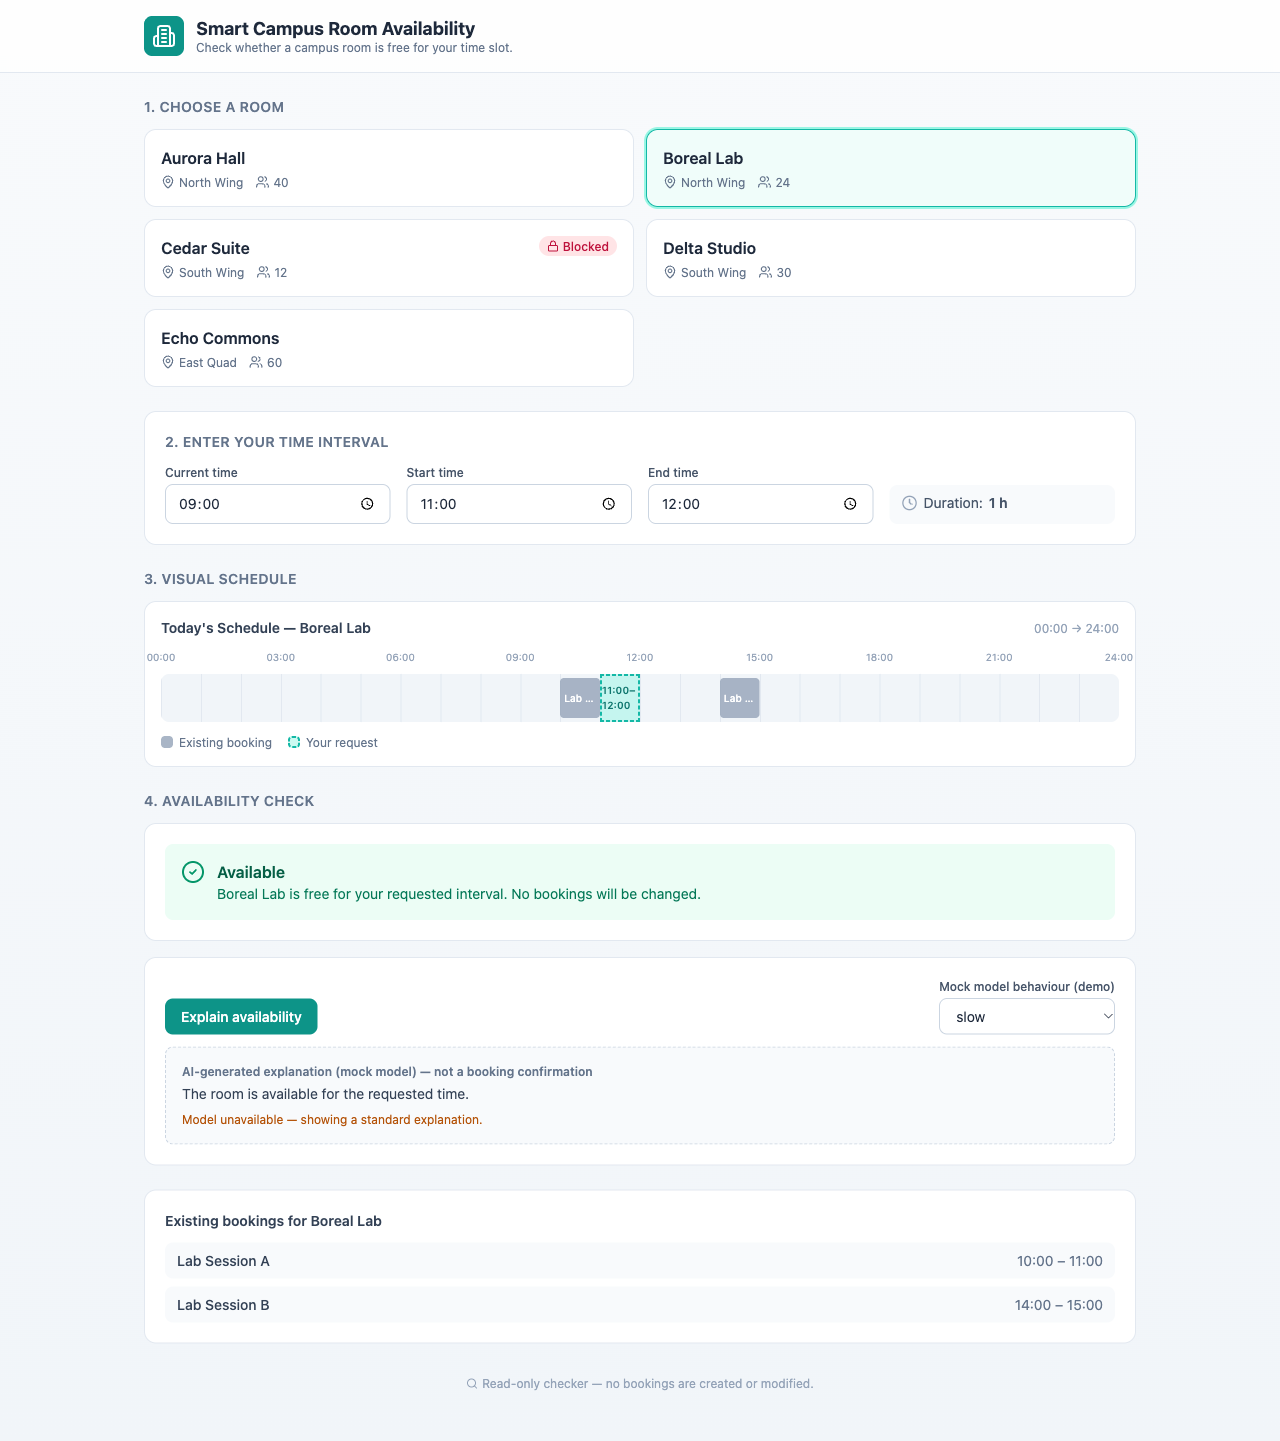 Smart Campus Room Availability
Check whether a campus room is free for your time slot.
1. CHOOSE A ROOM
Aurora Hall
North Wing 40
Boreal Lab
North Wing 24
Cedar Suite
Blocked
South Wing 12
Delta Studio
South Wing 30
Echo Commons
East Quad 60
2. ENTER YOUR TIME INTERVAL
Current time
09:00
Start time
11:00
End time
12:00
Duration: 1 h
3. VISUAL SCHEDULE
Today's Schedule — Boreal Lab
00:00 → 24:00
00:00 03:00 06:00 09:00 12:00 15:00 18:00 21:00 24:00
Lab ...
11:00–
12:00
Lab ...
Existing booking Your request
4. AVAILABILITY CHECK
Available
Boreal Lab is free for your requested interval. No bookings will be changed.
Explain availability
Mock model behaviour (demo)
slow
AI-generated explanation (mock model) — not a booking confirmation
The room is available for the requested time.
Model unavailable — showing a standard explanation.
Existing bookings for Boreal Lab
Lab Session A 10:00 – 11:00
Lab Session B 14:00 – 15:00
Read-only checker — no bookings are created or modified.